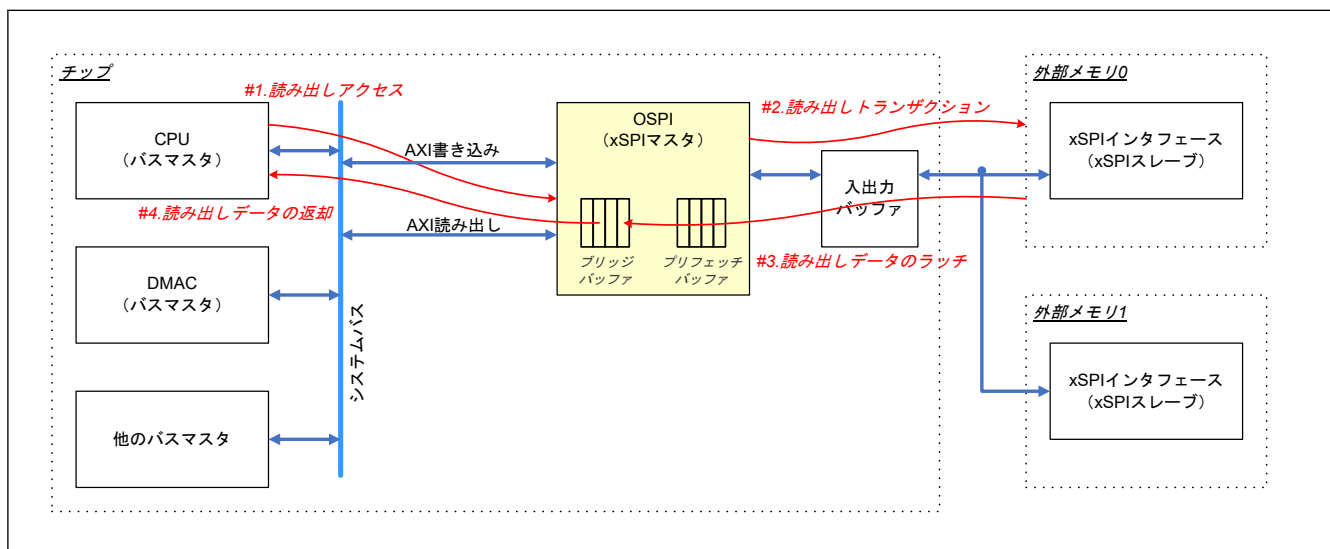 チップ
#1.読み出しアクセス
CPU
（バスマスタ）
#4.読み出しデータの返却
DMAC
（バスマスタ）
他のバスマスタ
システムバス
AXI書き込み
AXI読み出し
OSPI
（xSPIマスタ）
ブリッジ
バッファ
プリフェッチ
バッファ
#2.読み出しトランザクション
入出力
バッファ
#3.読み出しデータのラッチ
外部メモリ0
xSPIインタフェース
（xSPIスレーブ）
外部メモリ1
xSPIインタフェース
（xSPIスレーブ）